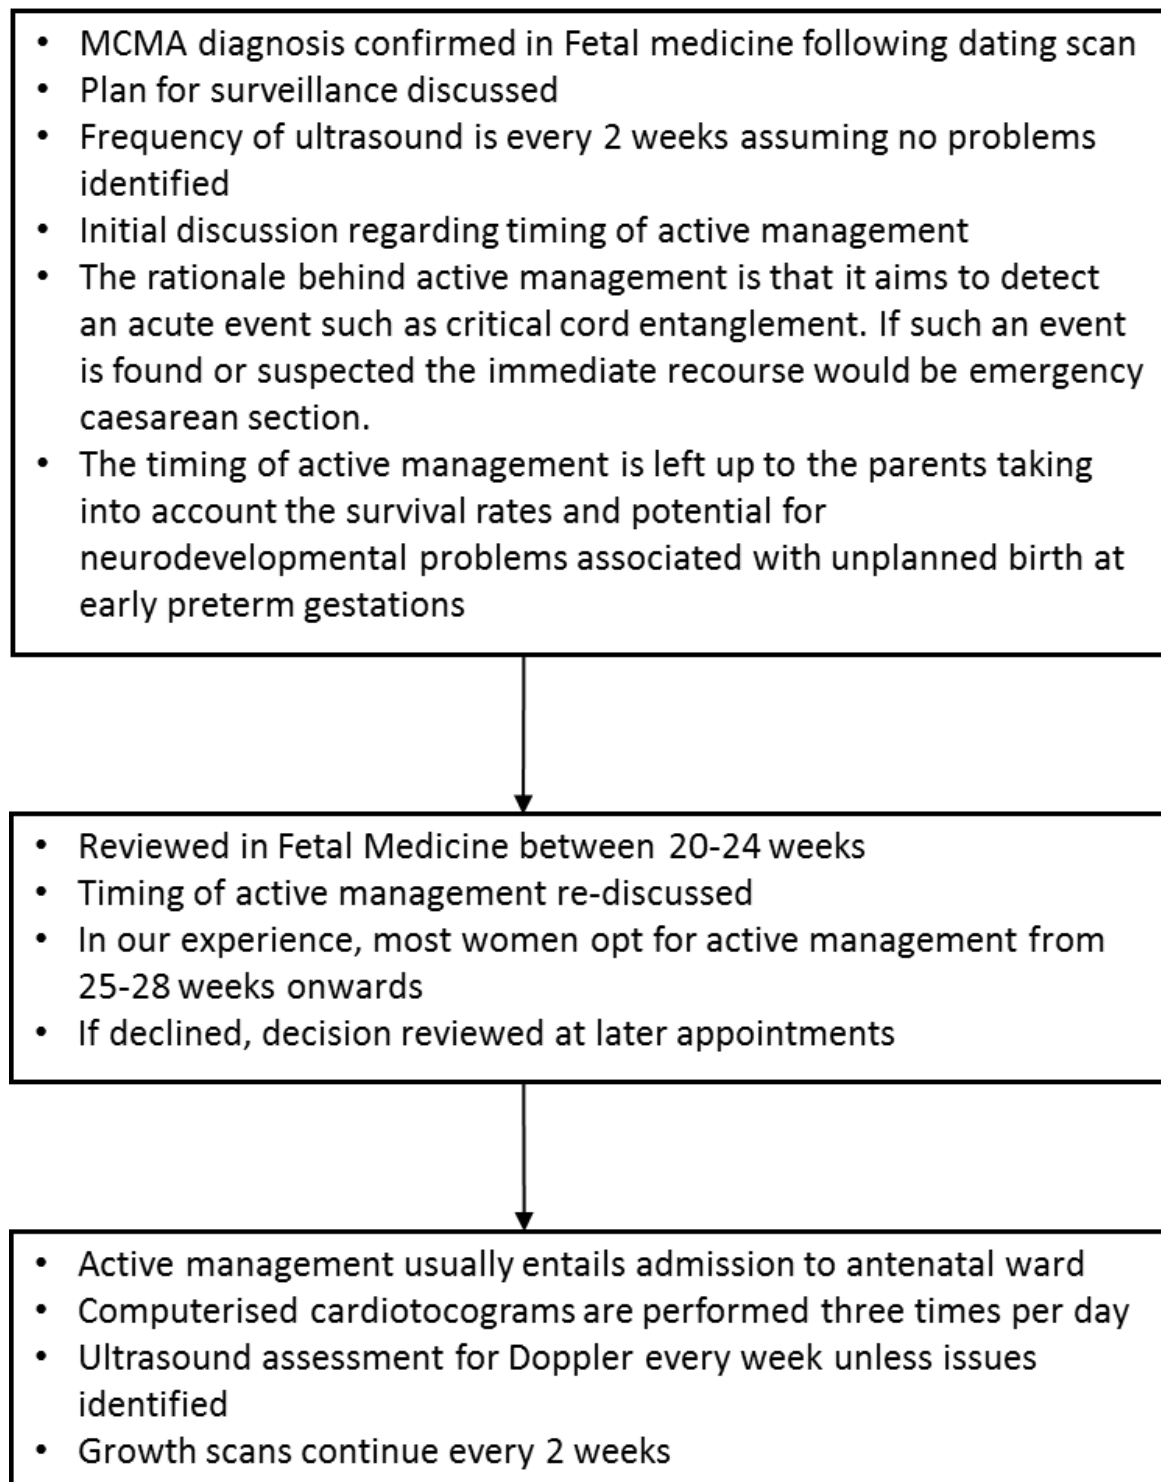 • MCMA diagnosis confirmed in Fetal medicine following dating scan
• Plan for surveillance discussed
• Frequency of ultrasound is every 2 weeks assuming no problems
identified
• Initial discussion regarding timing of active management
• The rationale behind active management is that it aims to detect
an acute event such as critical cord entanglement. If such an event
is found or suspected the immediate recourse would be emergency
caesarean section.
• The timing of active management is left up to the parents taking
into account the survival rates and potential for
neurodevelopmental problems associated with unplanned birth at
early preterm gestations
• Reviewed in Fetal Medicine between 20-24 weeks
• Timing of active management re-discussed
• In our experience, most women opt for active management from
25-28 weeks onwards
• If declined, decision reviewed at later appointments
• Active management usually entails admission to antenatal ward
• Computerised cardiotocograms are performed three times per day
• Ultrasound assessment for Doppler every week unless issues
identified
• Growth scans continue every 2 weeks